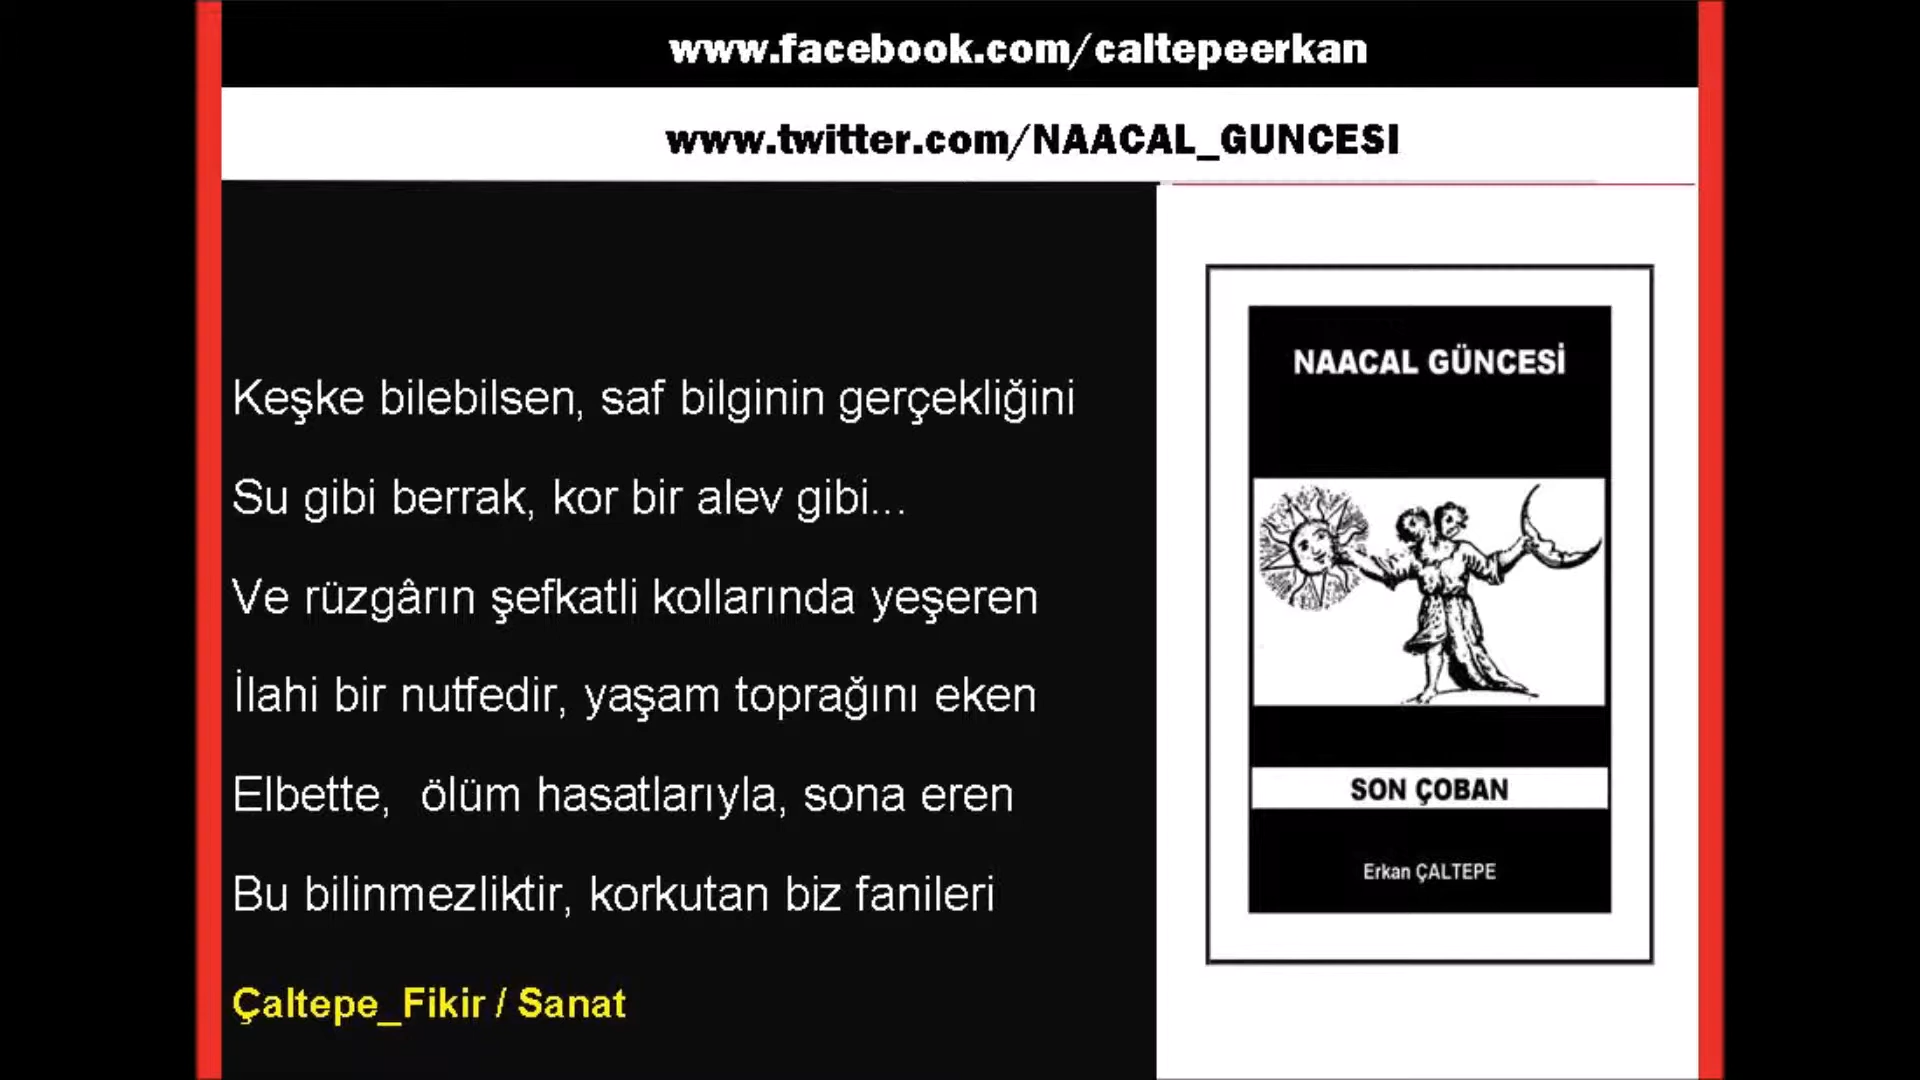 www.facebook.com/caltepeerkan
www.twitter.com/NAACAL_GUNCESI
Keşke bilebilsen, saf bilginin gerçekliğini
Su gibi berrak, kor bir alev gibi...
Ve rüzgârın şefkatli kollarında yeşeren
İlahi bir nutfedir, yaşam toprağını eken
Elbette, ölüm hasatlarıyla, sona eren
Bu bilinmezliktir, korkutan biz fanileri
Çaltepe_Fikir / Sanat
NAACAL GÜNCESİ
SON ÇOBAN
Erkan ÇALTEPE